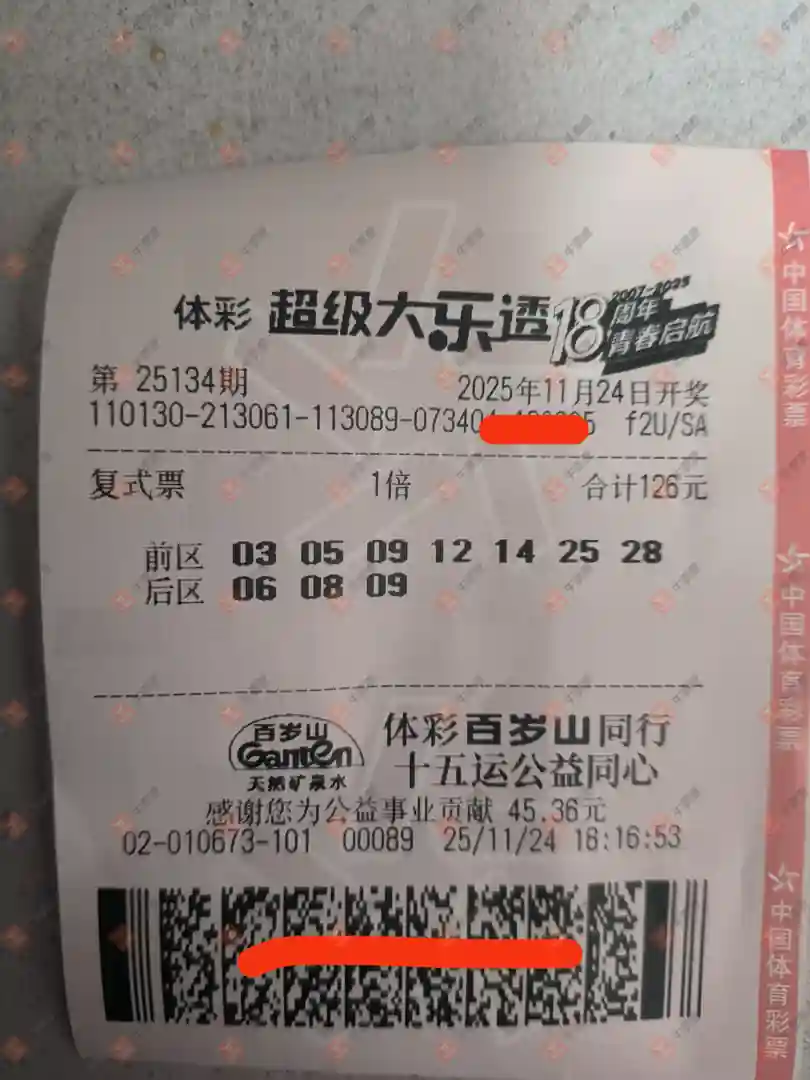 体彩 超级大乐透 18 2007-2025 周年 青春启航
第 25134期 2025年11月24日开奖
110130-213061-113089-07340 5 f2U/SA
复式票 1倍 合计126元
前区 03 05 09 12 14 25 28
后区 06 08 09
百岁山 Ganten 天然矿泉水
体彩百岁山同行
十五运公益同心
感谢您为公益事业贡献 45.36元
02-010673-101 00089 25/11/24 18:16:53
中国体育彩票
中国体育彩票
中国体育彩票